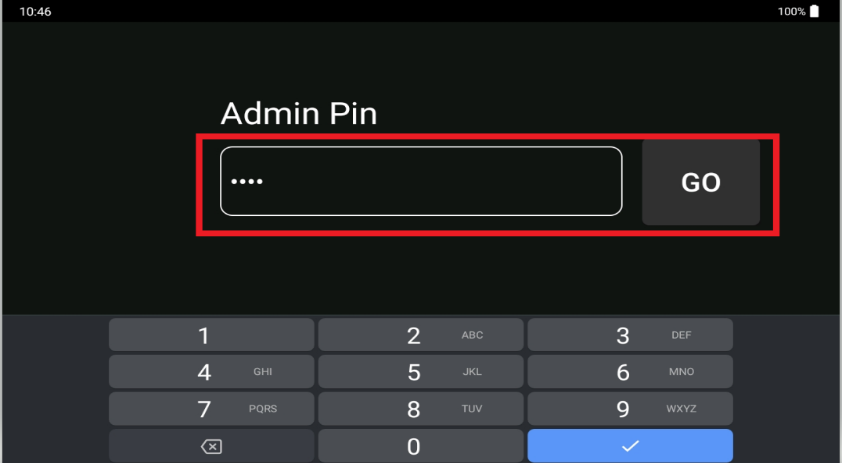 10:46 100%
Admin Pin
•••• GO
1 2 ABC 3 DEF
4 GHI 5 JKL 6 MNO
7 PQRS 8 TUV 9 WXYZ
0